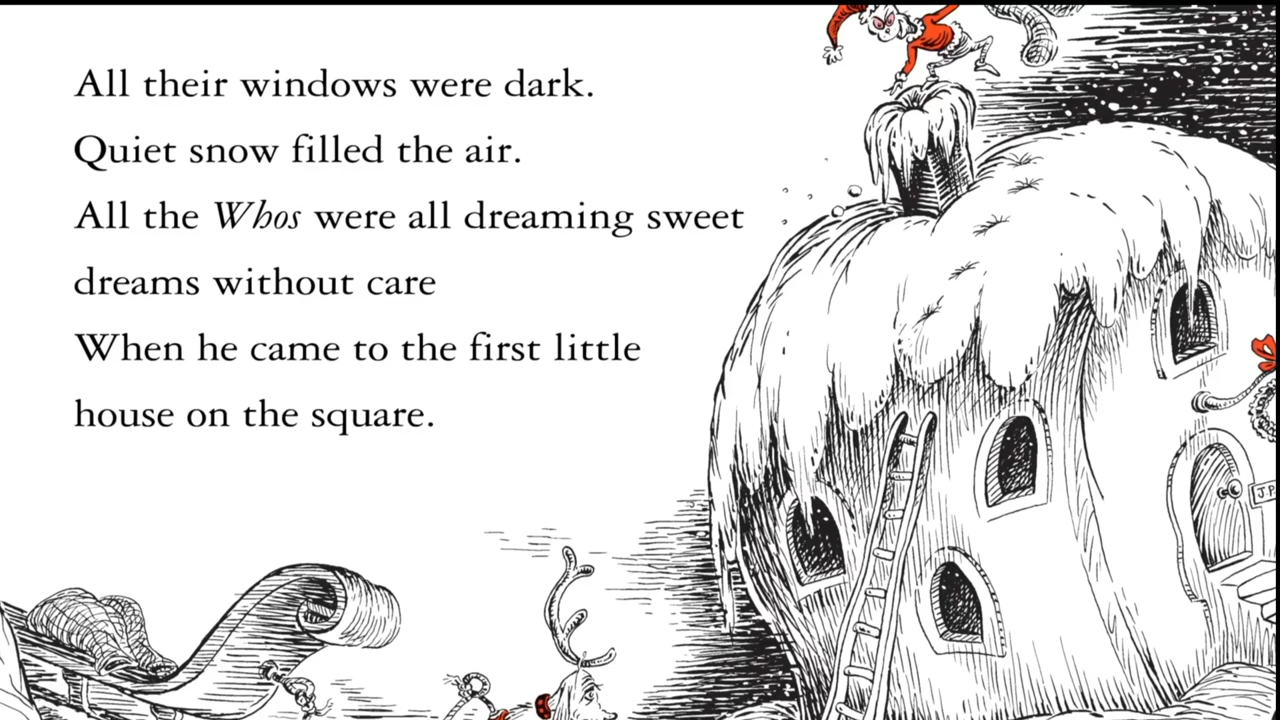 All their windows were dark.
Quiet snow filled the air.
All the Whos were all dreaming sweet
dreams without care
When he came to the first little
house on the square.
J.P.